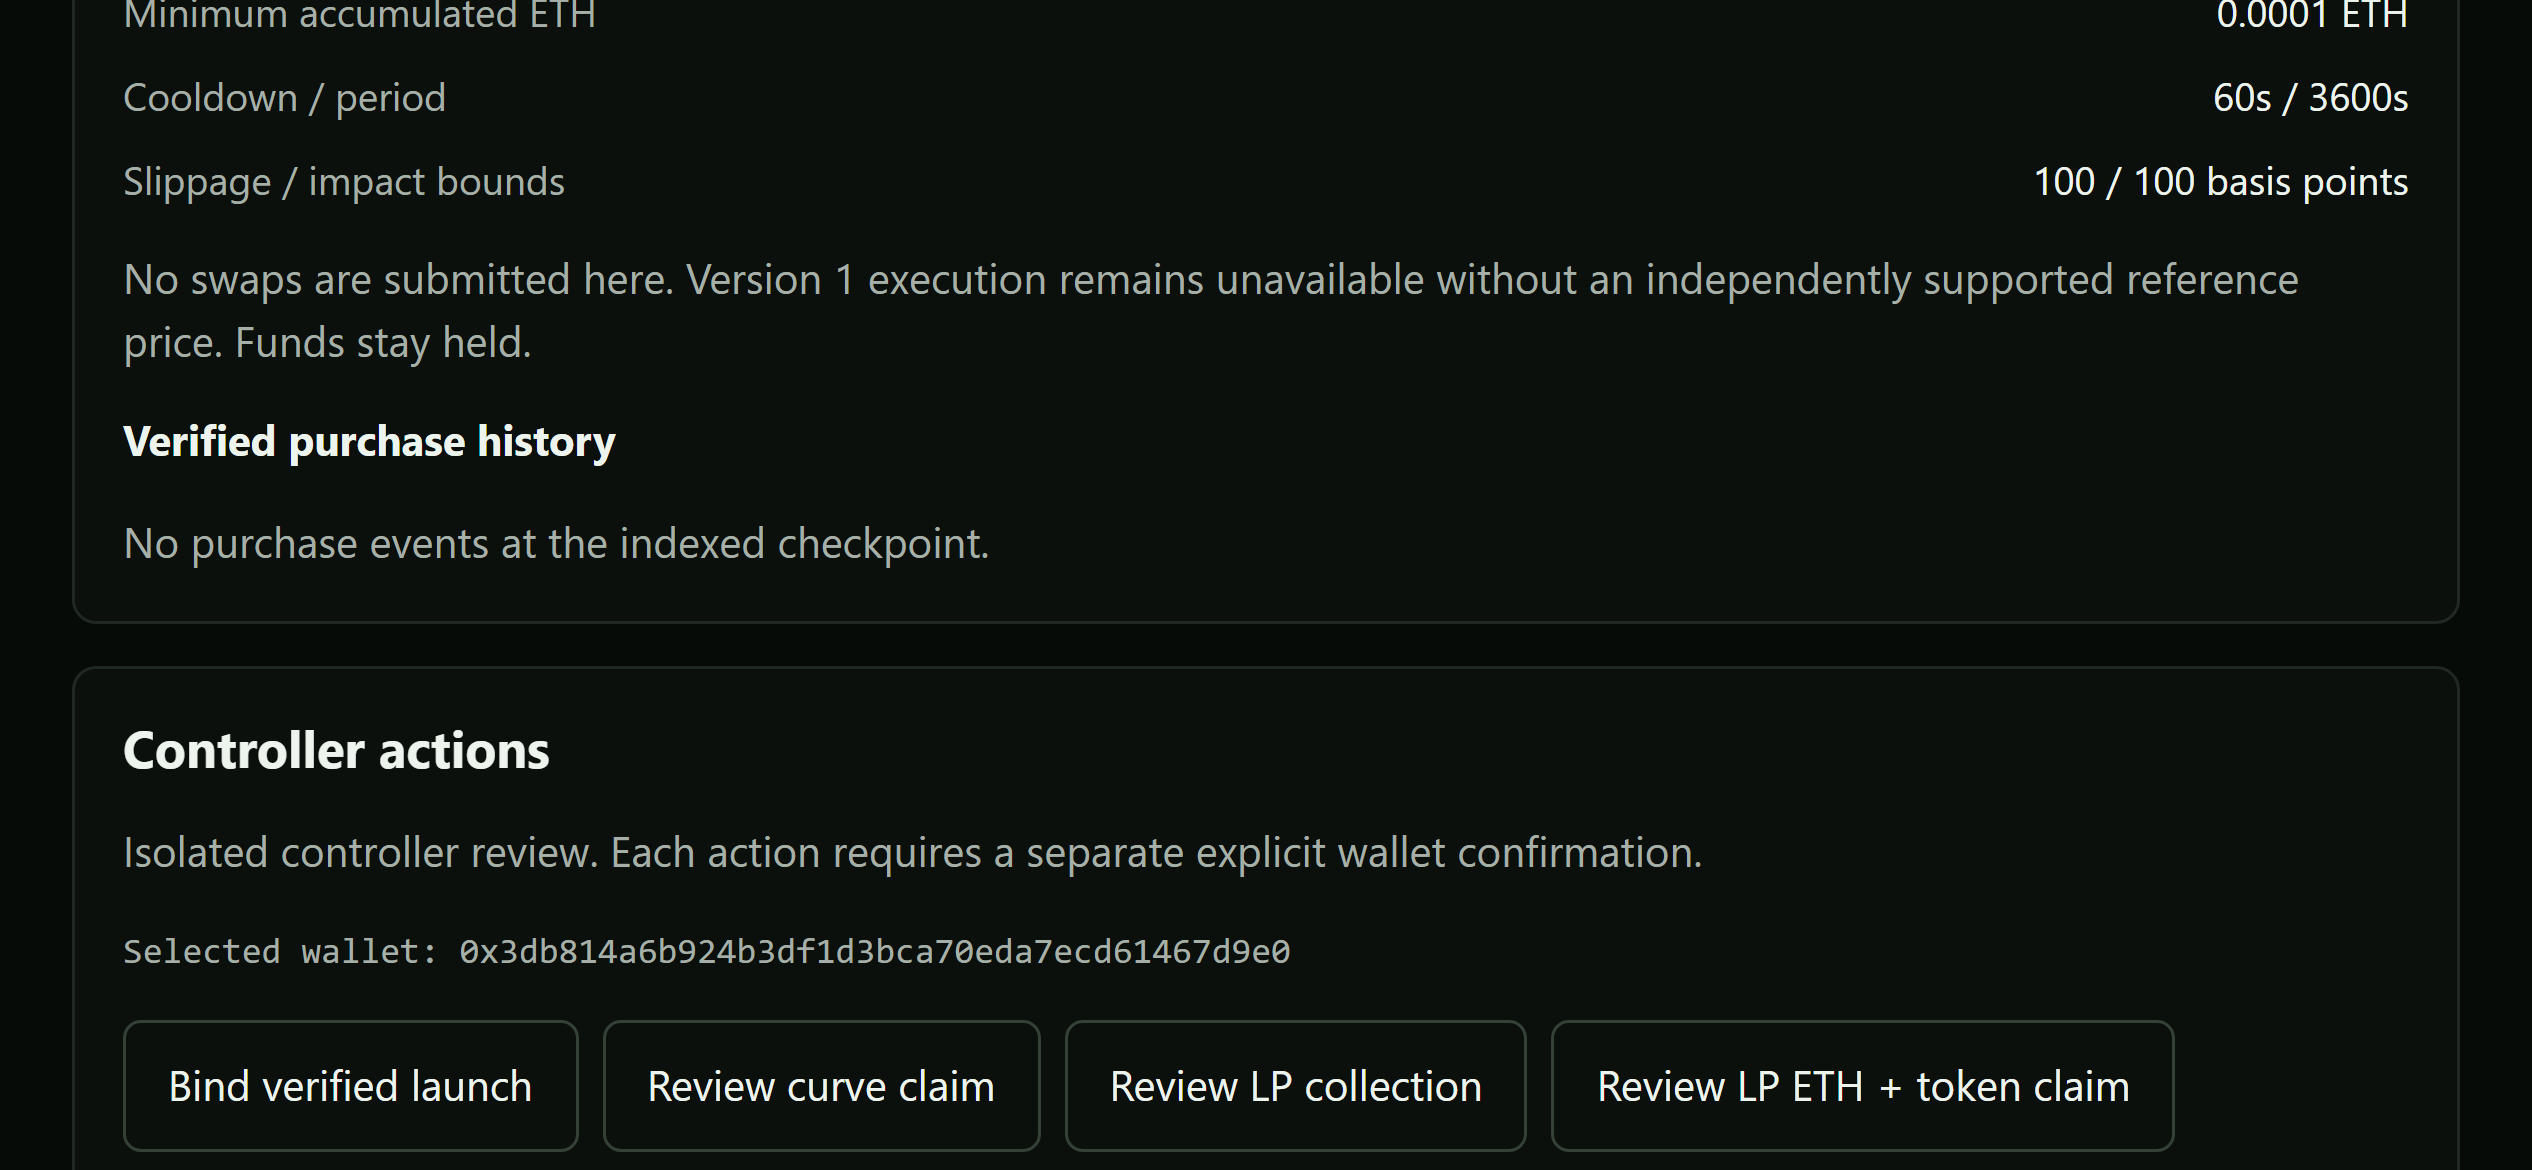 Minimum accumulated ETH 0.0001 ETH
Cooldown / period 60s / 3600s
Slippage / impact bounds 100 / 100 basis points
No swaps are submitted here. Version 1 execution remains unavailable without an independently supported reference
price. Funds stay held.
Verified purchase history
No purchase events at the indexed checkpoint.
Controller actions
Isolated controller review. Each action requires a separate explicit wallet confirmation.
Selected wallet: 0x3db814a6b924b3df1d3bca70eda7ecd61467d9e0
Bind verified launch Review curve claim Review LP collection Review LP ETH + token claim